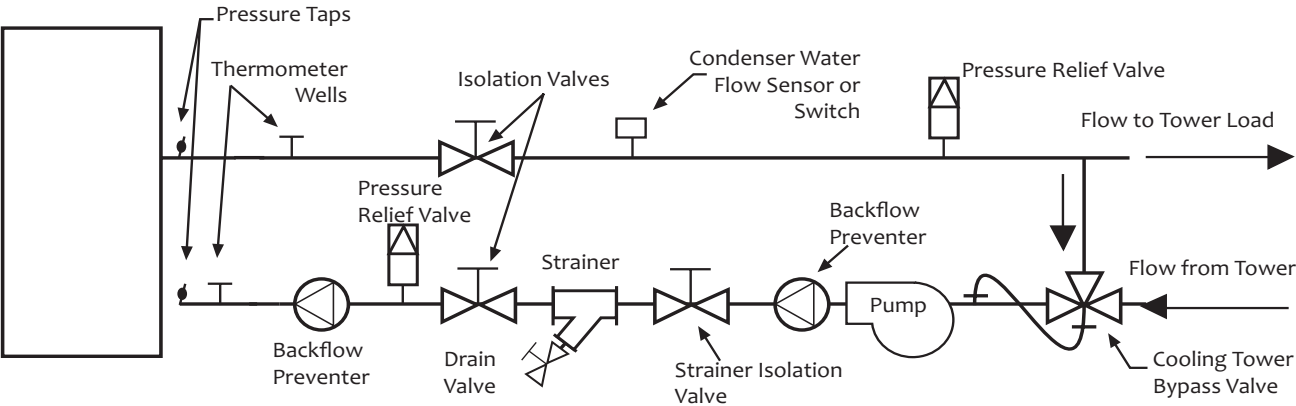 Pressure Taps
Thermometer
Wells
Isolation Valves
Condenser Water
Flow Sensor or
Switch
Pressure Relief Valve
Flow to Tower Load
Pressure
Relief Valve
Backflow
Preventer
Strainer
Flow from Tower
Pump
Backflow
Preventer
Drain
Valve
Strainer Isolation
Valve
Cooling Tower
Bypass Valve